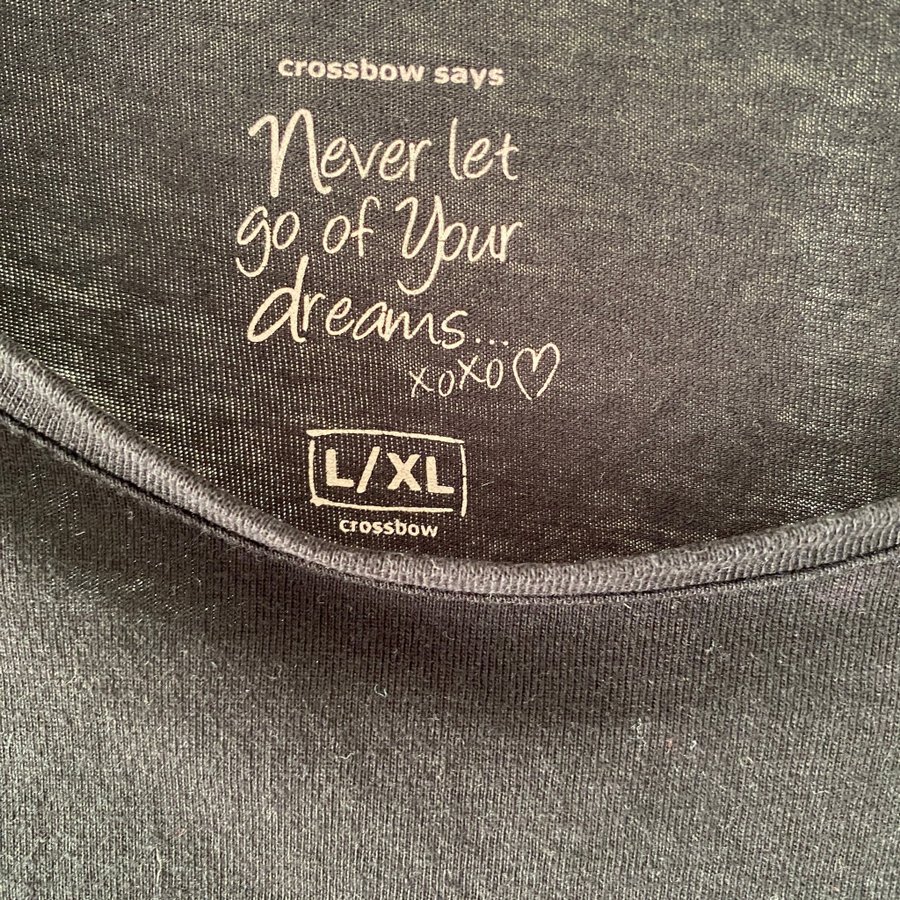 crossbow says
Never let
go of your
dreams...
xoxo♡
L/XL
crossbow